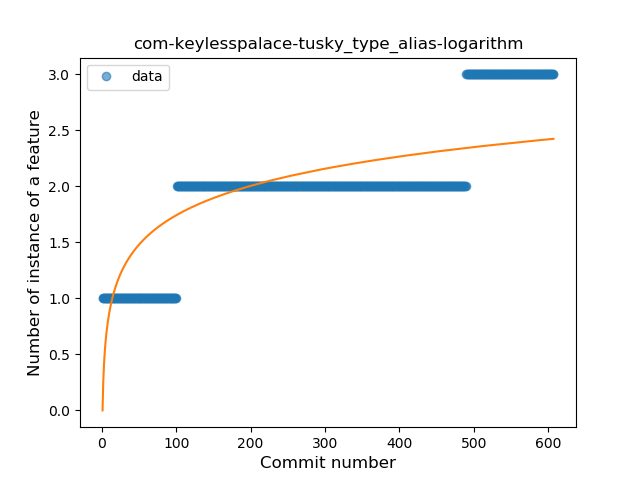 com-keylesspalace-tusky_type_alias-logarithm
data
Number of instance of a feature
3.0
2.5
2.0
1.5
1.0
0.5
0.0
0 100 200 300 400 500 600
Commit number